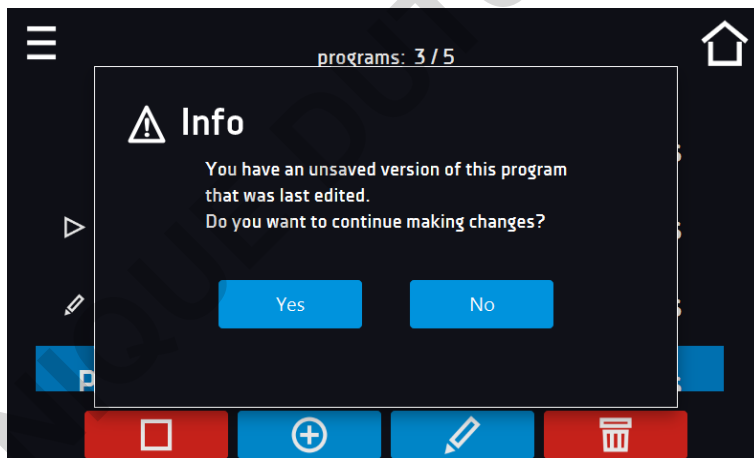 programs: 3 / 5
Info
You have an unsaved version of this program
that was last edited.
Do you want to continue making changes?
Yes
No